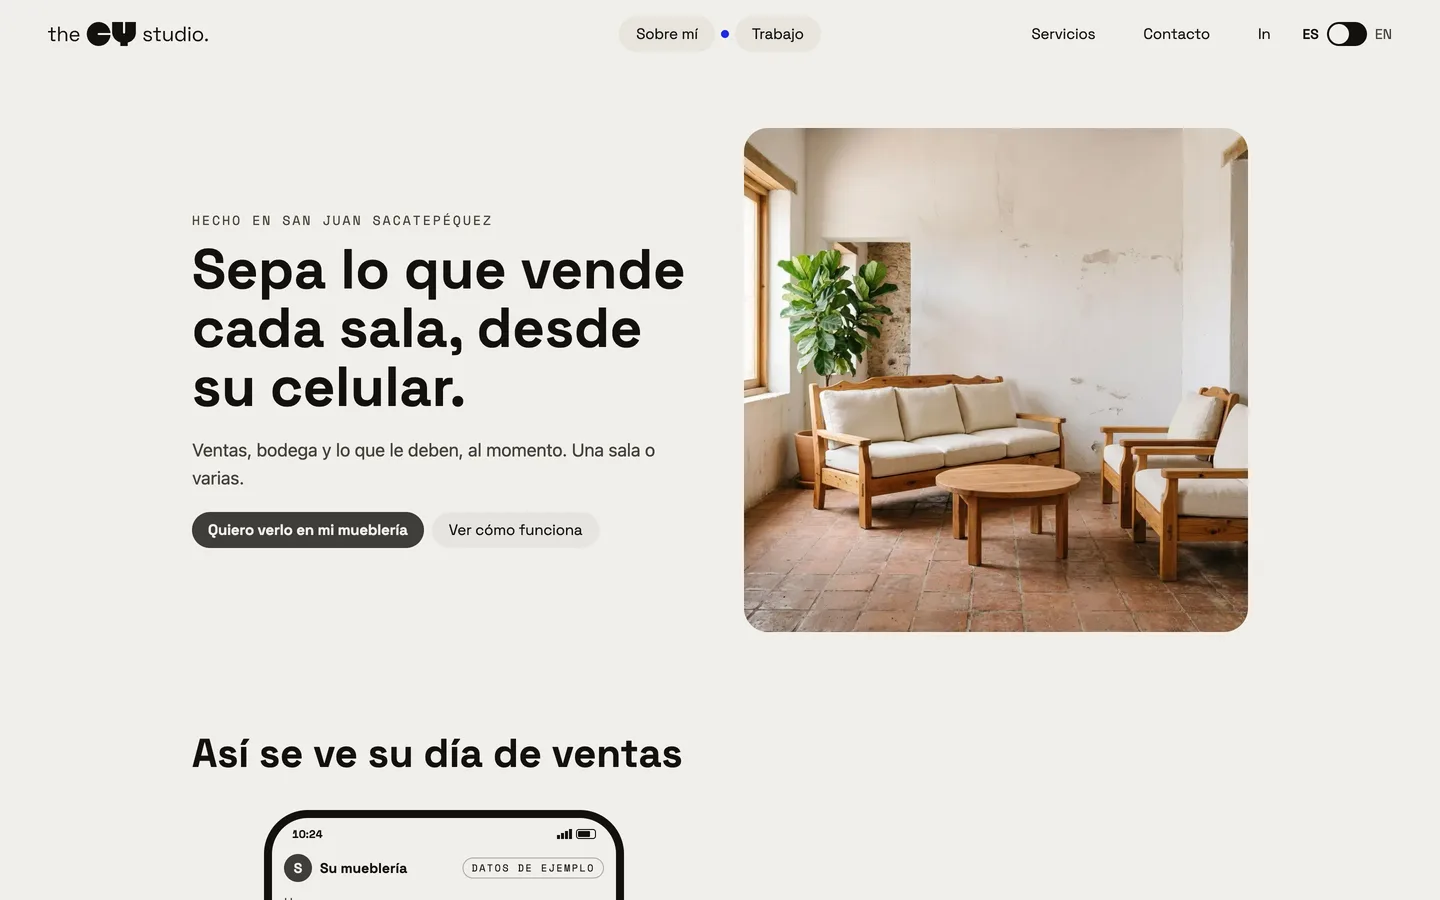 the ey studio.
Sobre mí
Trabajo
Servicios
Contacto
In
ES
EN
HECHO EN SAN JUAN SACATEPÉQUEZ
Sepa lo que vende
cada sala, desde
su celular.
Ventas, bodega y lo que le deben, al momento. Una sala o
varias.
Quiero verlo en mi mueblería
Ver cómo funciona
Así se ve su día de ventas
10:24
S
Su mueblería
DATOS DE EJEMPLO